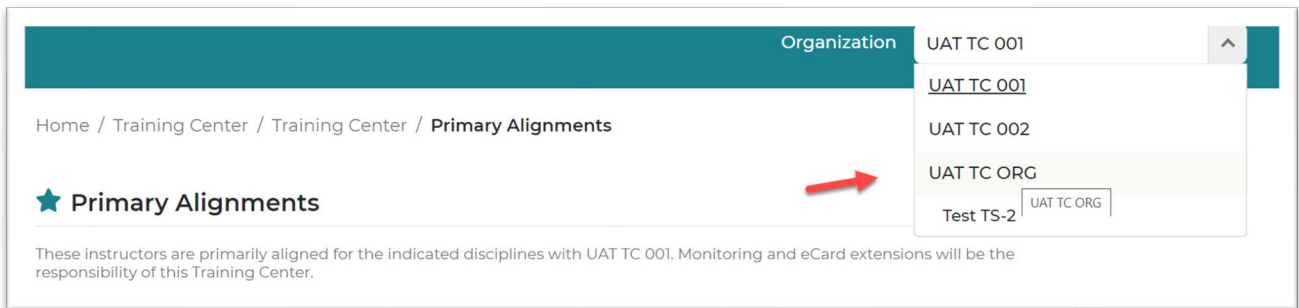 Organization UAT TC 001
UAT TC 001
UAT TC 002
UAT TC ORG
Test TS-2
UAT TC ORG
Home / Training Center / Training Center / Primary Alignments
Primary Alignments
These instructors are primarily aligned for the indicated disciplines with UAT TC 001. Monitoring and eCard extensions will be the
responsibility of this Training Center.